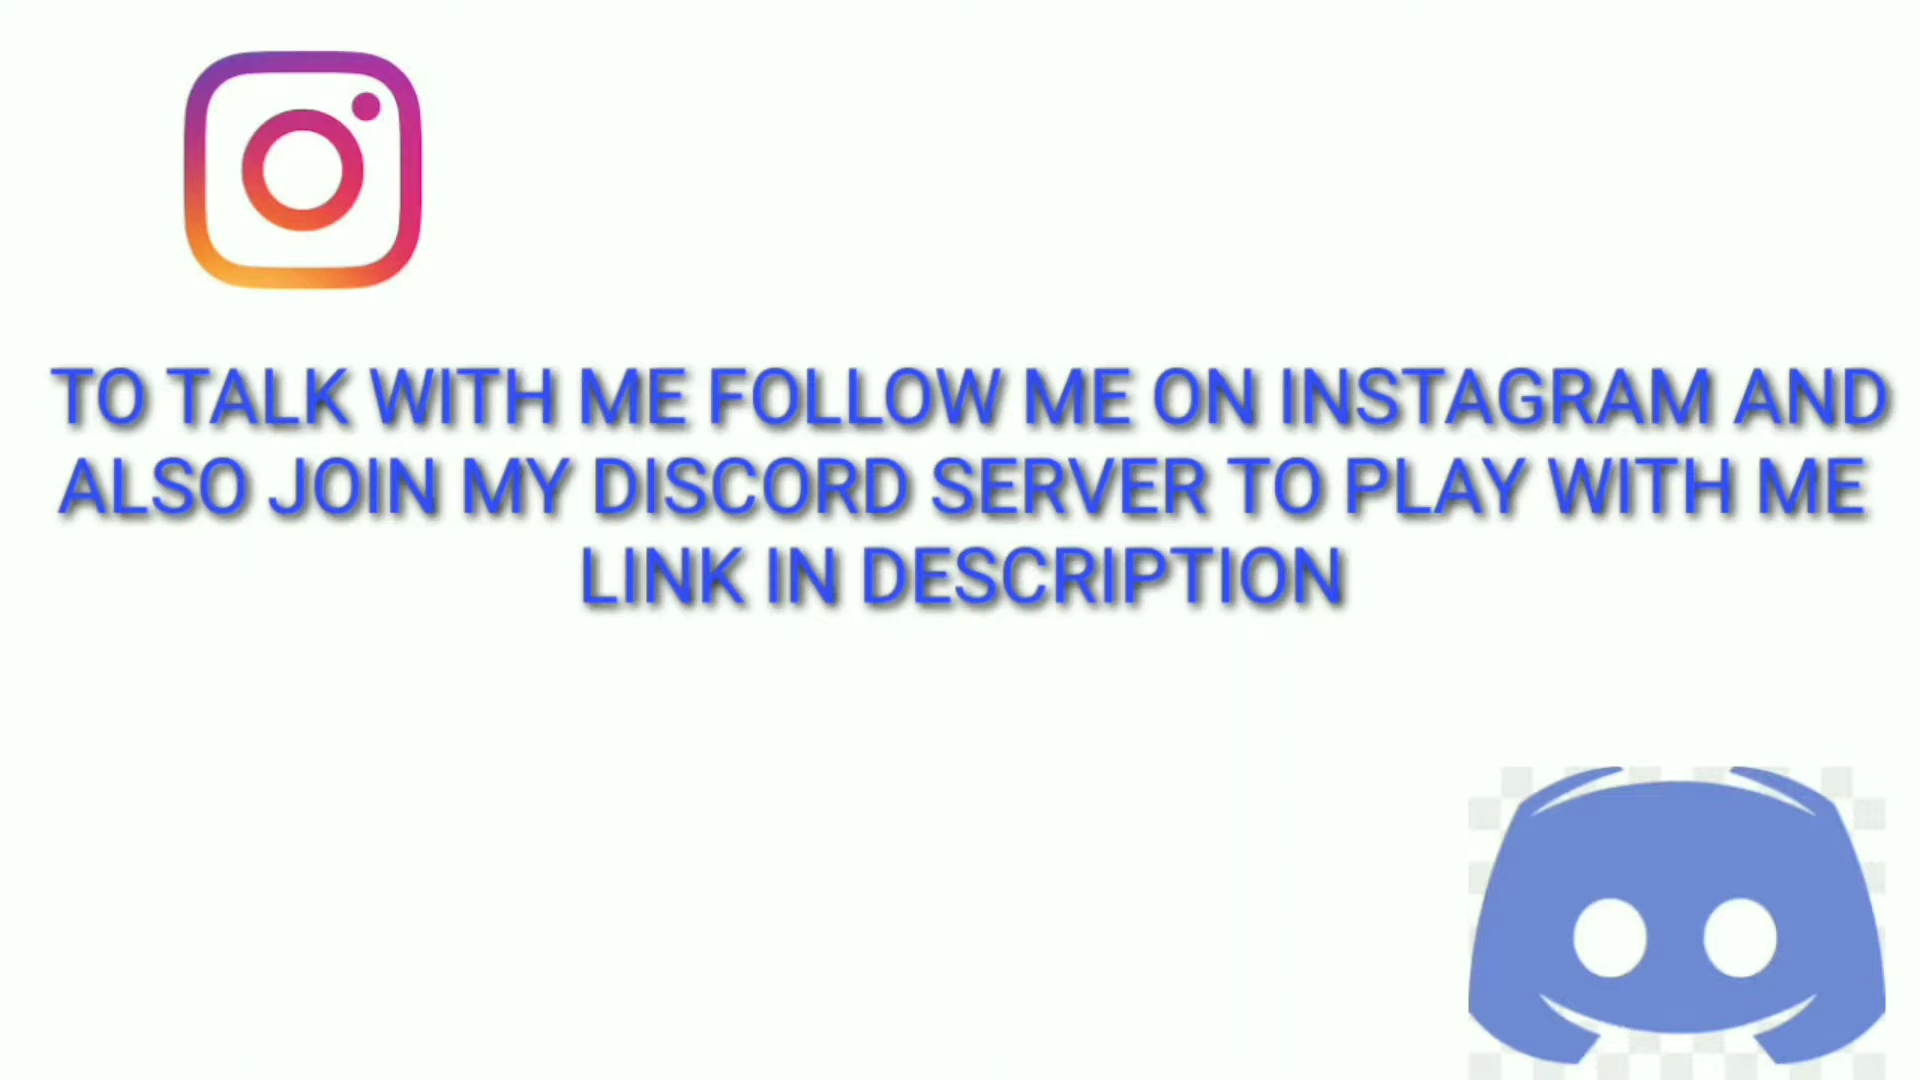 TO TALK WITH ME FOLLOW ME ON INSTAGRAM AND
ALSO JOIN MY DISCORD SERVER TO PLAY WITH ME
LINK IN DESCRIPTION